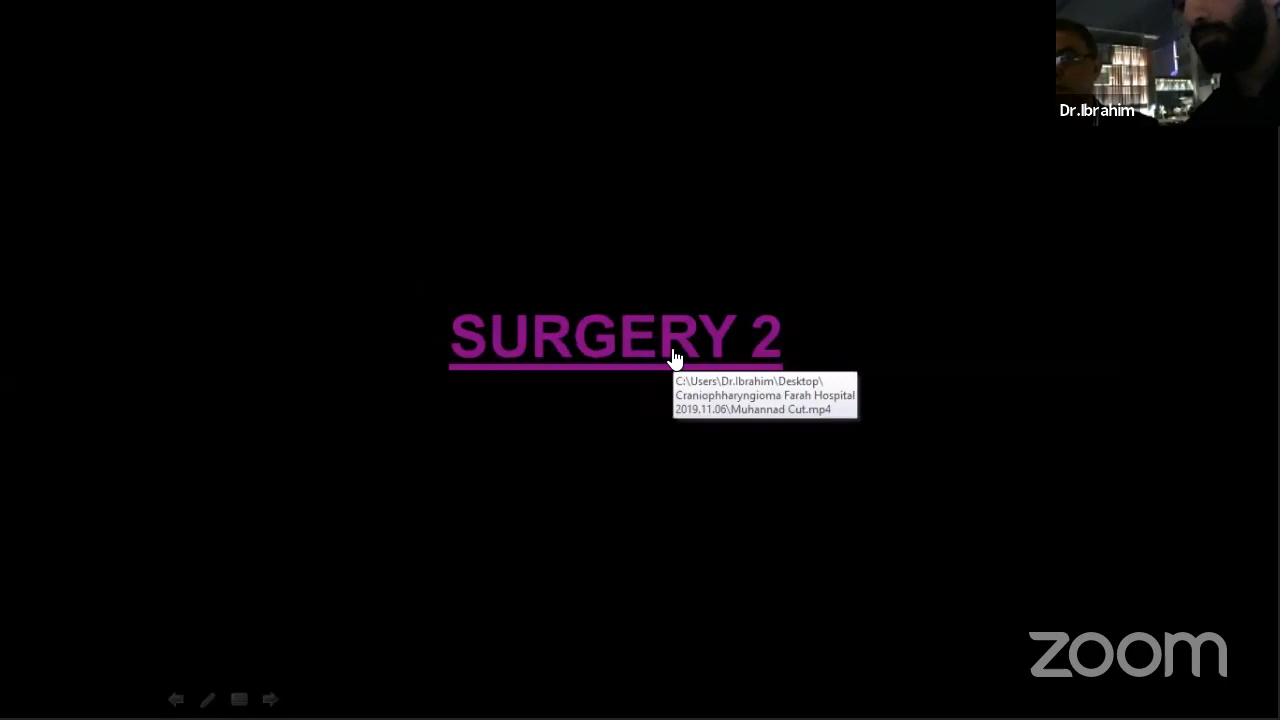 Dr.Ibrahim
SURGERY 2
C:\Users\Dr.Ibrahim\Desktop\
Craniophharyngioma Farah Hospital
2019.11.06\Muhannad Cut.mp4
zoom